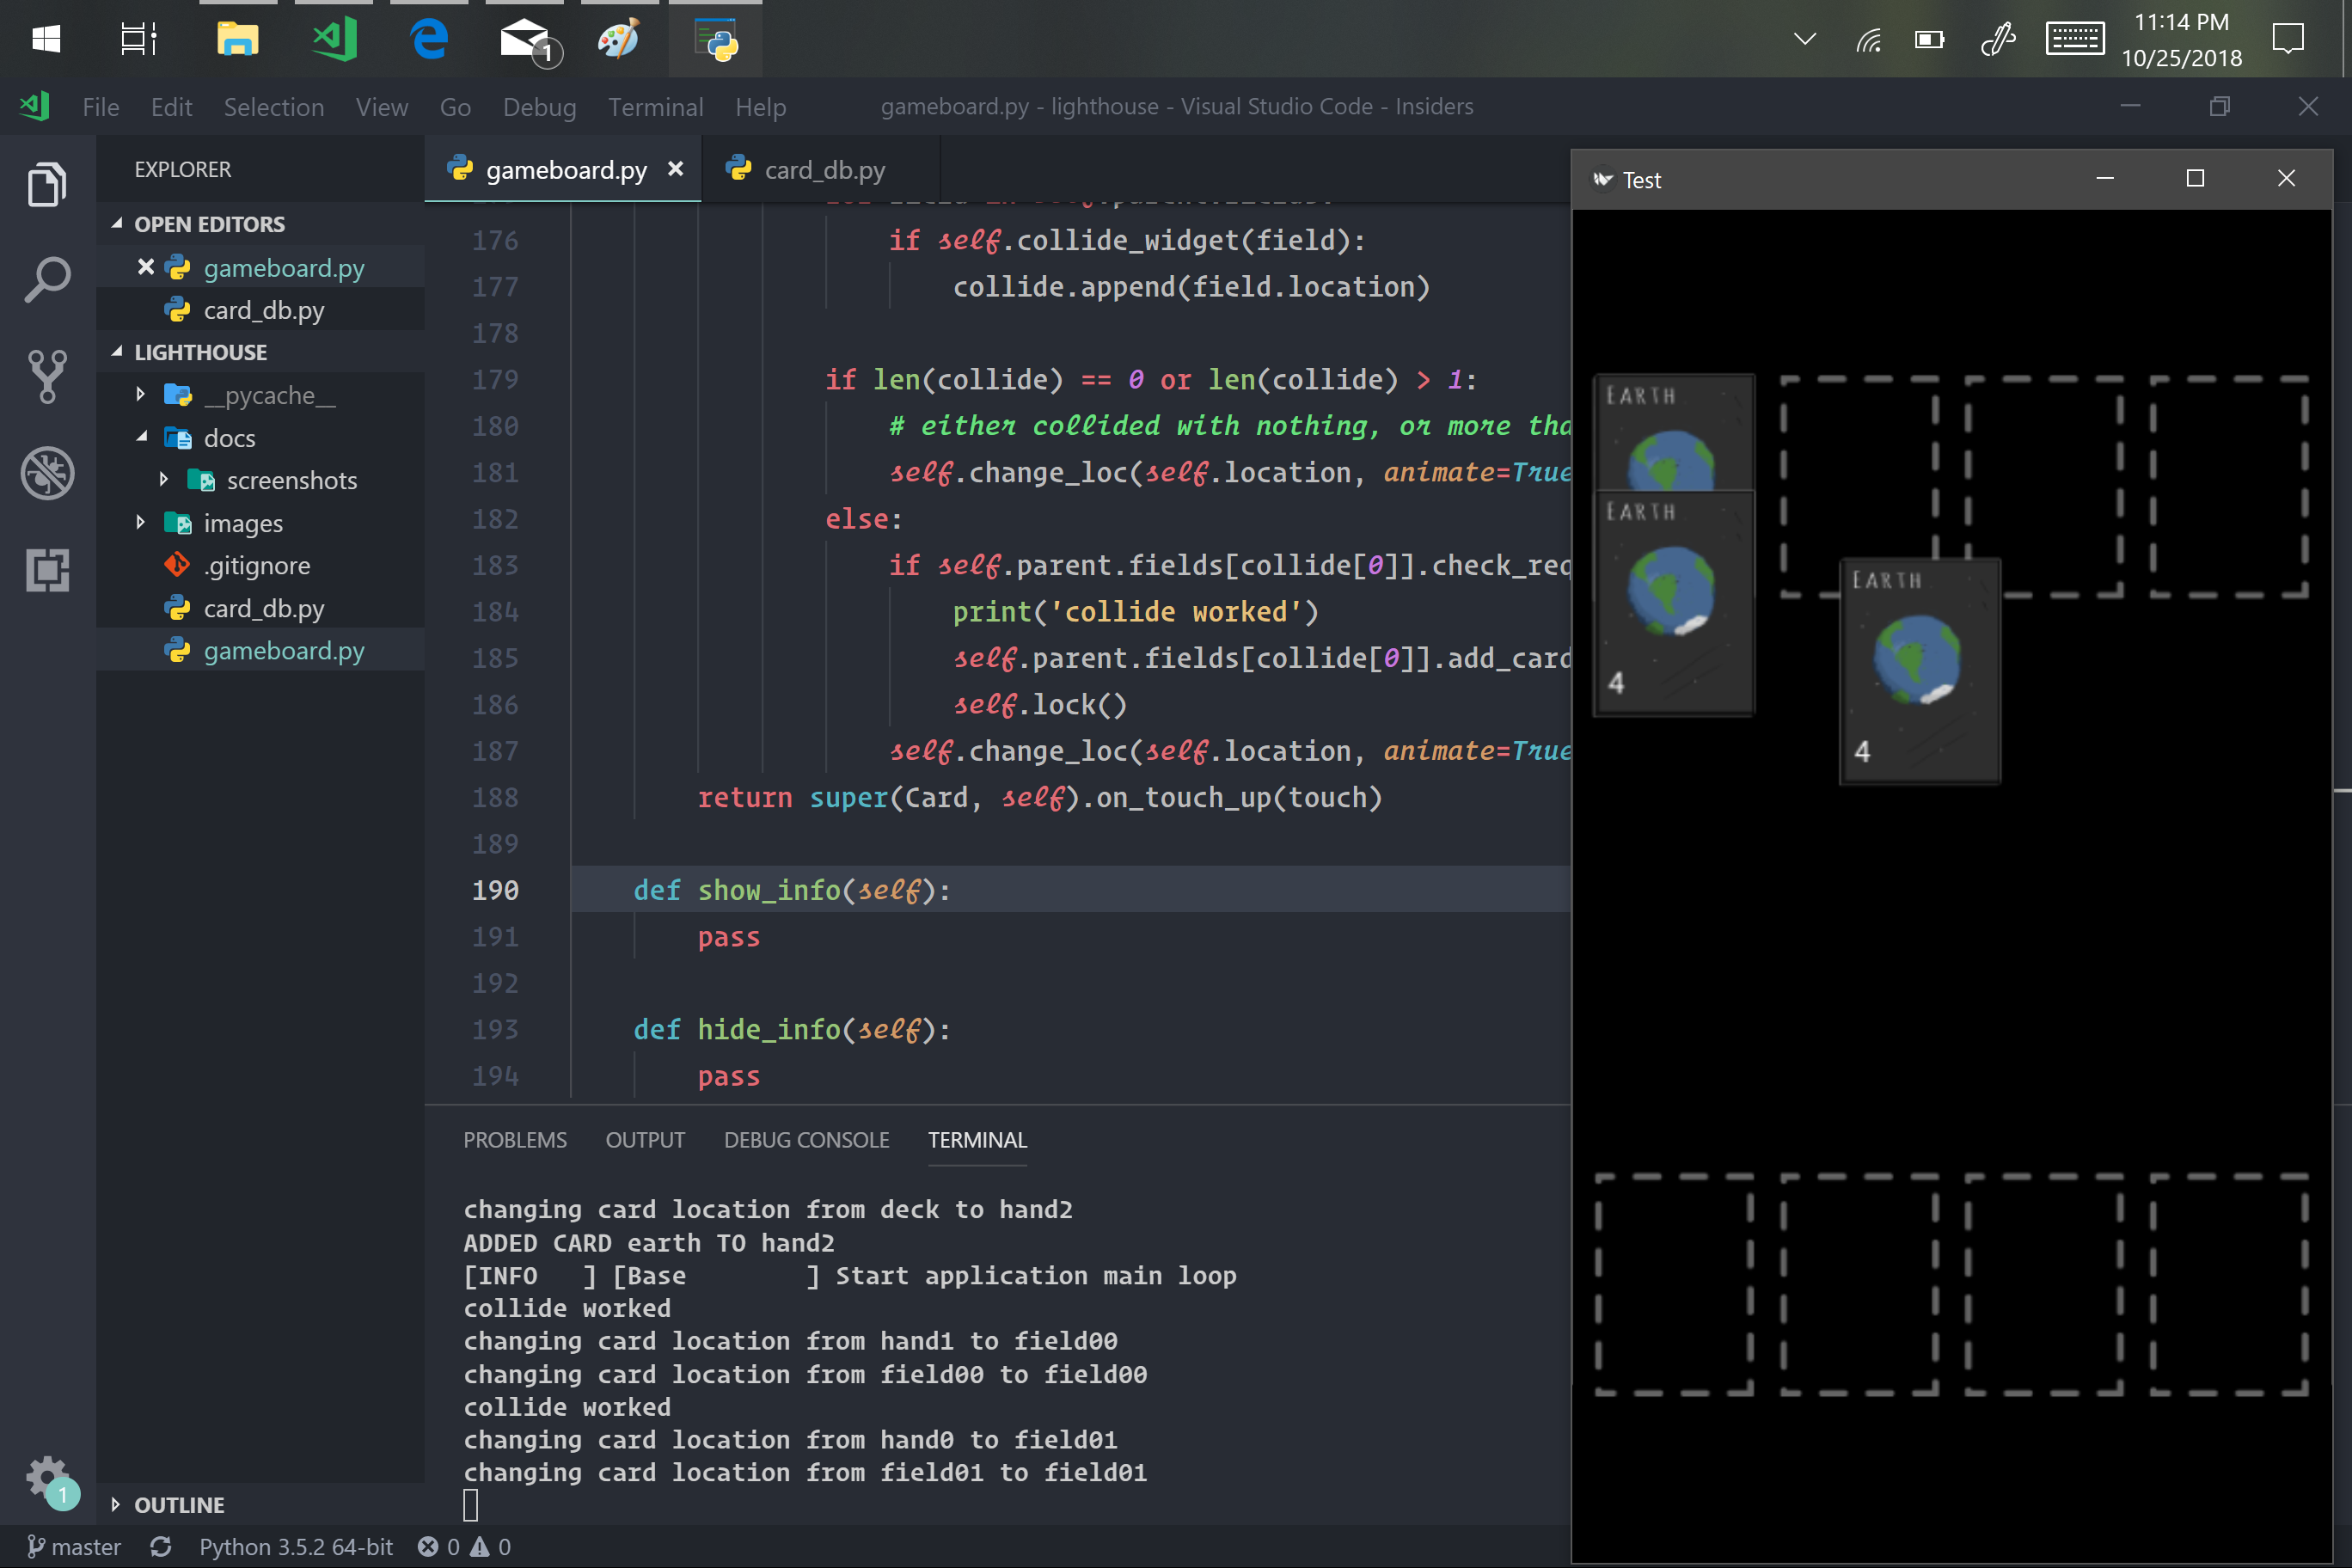 1
11:14 PM
10/25/2018
File Edit Selection View Go Debug Terminal Help
gameboard.py - lighthouse - Visual Studio Code - Insiders
EXPLORER
OPEN EDITORS
gameboard.py
card_db.py
LIGHTHOUSE
__pycache__
docs
screenshots
images
.gitignore
card_db.py
gameboard.py
OUTLINE
1
gameboard.py
card_db.py
176 if self.collide_widget(field):
177 collide.append(field.location)
178
179 if len(collide) == 0 or len(collide) > 1:
180 # either collided with nothing, or more tha
181 self.change_loc(self.location, animate=True
182 else:
183 if self.parent.fields[collide[0]].check_req
184 print('collide worked')
185 self.parent.fields[collide[0]].add_card
186 self.lock()
187 self.change_loc(self.location, animate=True
188 return super(Card, self).on_touch_up(touch)
189
190 def show_info(self):
191 pass
192
193 def hide_info(self):
194 pass
PROBLEMS OUTPUT DEBUG CONSOLE TERMINAL
changing card location from deck to hand2
ADDED CARD earth TO hand2
[INFO ] [Base ] Start application main loop
collide worked
changing card location from hand1 to field00
changing card location from field00 to field00
collide worked
changing card location from hand0 to field01
changing card location from field01 to field01
master Python 3.5.2 64-bit 0 0
Test
EARTH
EARTH
4
EARTH
4